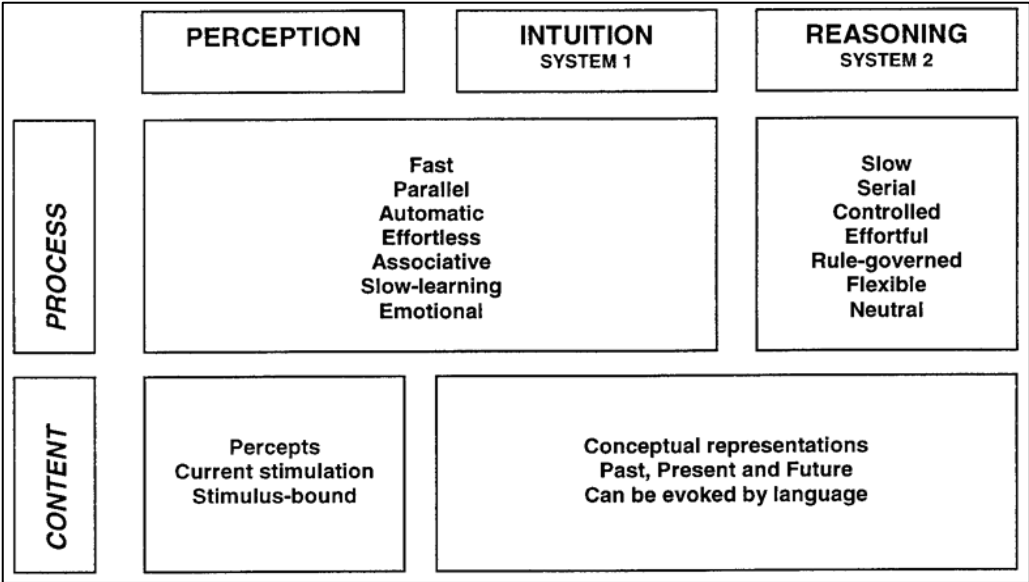 PERCEPTION
INTUITION
SYSTEM 1
REASONING
SYSTEM 2
PROCESS
Fast
Parallel
Automatic
Effortless
Associative
Slow-learning
Emotional
Slow
Serial
Controlled
Effortful
Rule-governed
Flexible
Neutral
CONTENT
Percepts
Current stimulation
Stimulus-bound
Conceptual representations
Past, Present and Future
Can be evoked by language